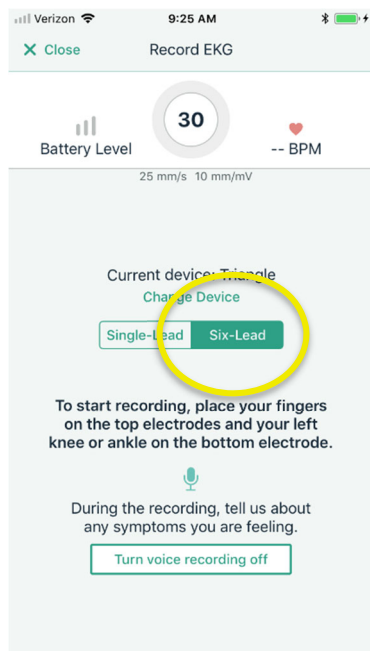 Verizon 9:25 AM
× Close Record EKG
30
Battery Level -- BPM
25 mm/s 10 mm/mV
Current device: Triangle
Change Device
Single-Lead Six-Lead
To start recording, place your fingers
on the top electrodes and your left
knee or ankle on the bottom electrode.
During the recording, tell us about
any symptoms you are feeling.
Turn voice recording off